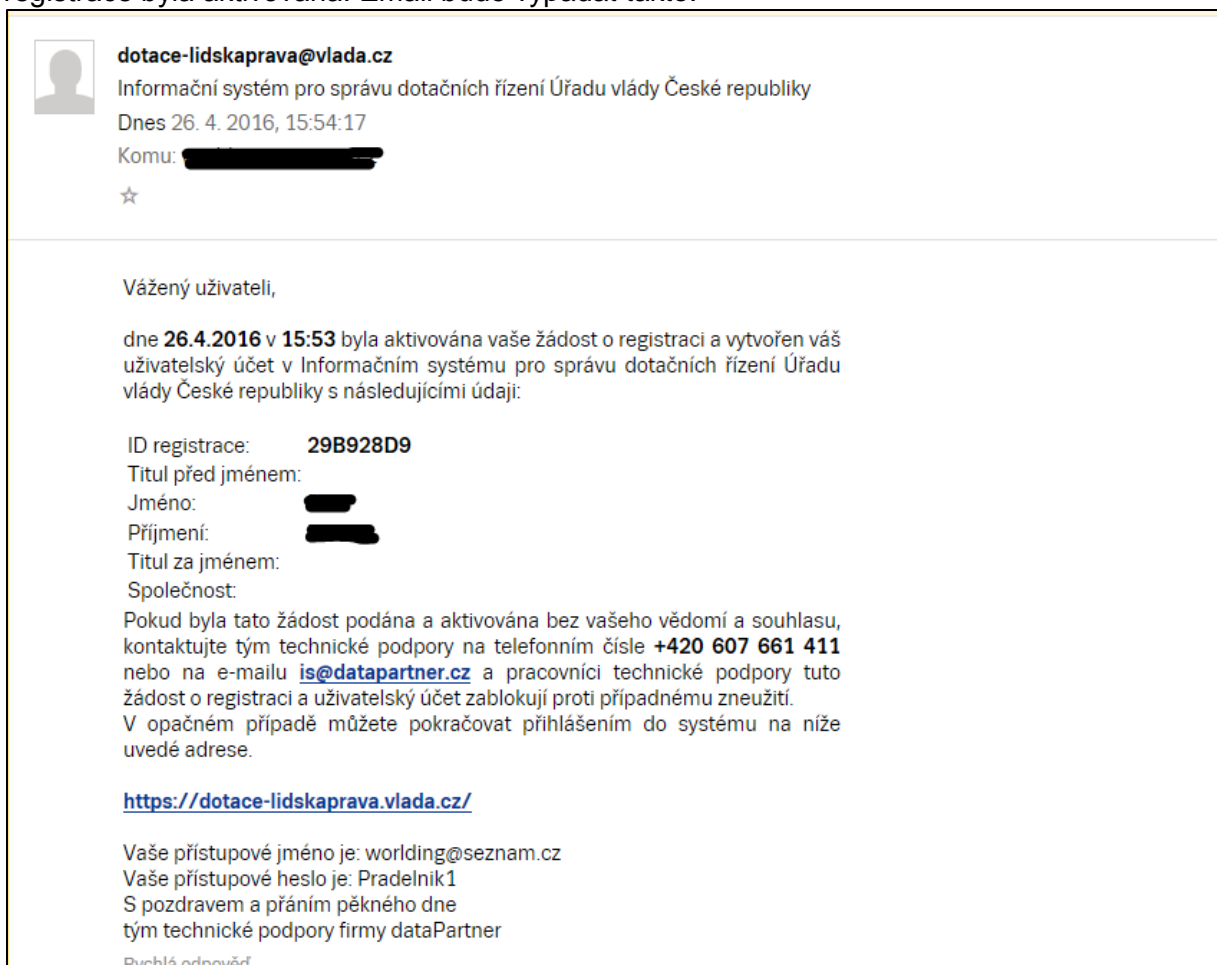 registrace byla aktivována. Email bude vypadat takto:
dotace-lidskaprava@vlada.cz
Informační systém pro správu dotačních řízení Úřadu vlády České republiky
Dnes 26. 4. 2016, 15:54:17
Komu:
Vážený uživateli,
dne 26.4.2016 v 15:53 byla aktivována vaše žádost o registraci a vytvořen váš
uživatelský účet v Informačním systému pro správu dotačních řízení Úřadu
vlády České republiky s následujícími údaji:
ID registrace: 29B928D9
Titul před jménem:
Jméno:
Příjmení:
Titul za jménem:
Společnost:
Pokud byla tato žádost podána a aktivována bez vašeho vědomí a souhlasu,
kontaktujte tým technické podpory na telefonním čísle +420 607 661 411
nebo na e-mailu is@datapartner.cz a pracovníci technické podpory tuto
žádost o registraci a uživatelský účet zablokují proti případnému zneužití.
V opačném případě můžete pokračovat přihlášením do systému na níže
uvedé adrese.
https://dotace-lidskaprava.vlada.cz/
Vaše přístupové jméno je: worlding@seznam.cz
Vaše přístupové heslo je: Pradelnik1
S pozdravem a přáním pěkného dne
tým technické podpory firmy dataPartner
Rychlá odpověď